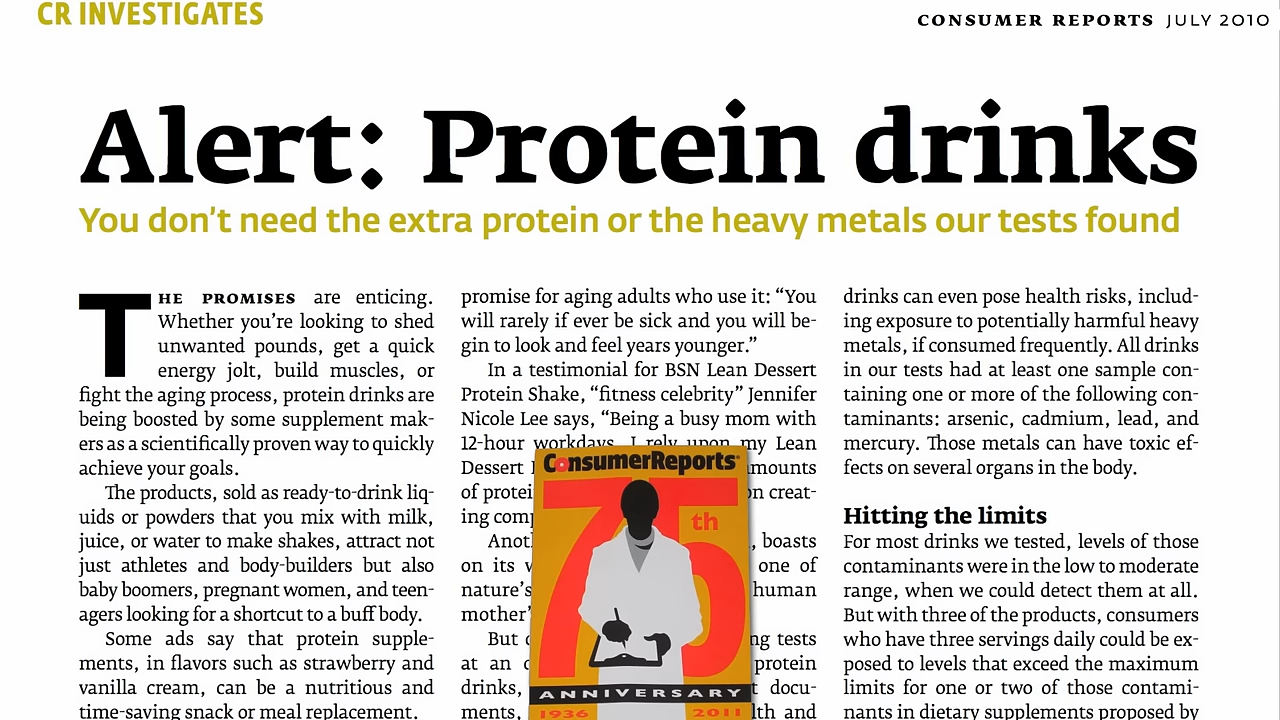 CR INVESTIGATES
CONSUMER REPORTS JULY 2010
Alert: Protein drinks
You don't need the extra protein or the heavy metals our tests found
THE PROMISES are enticing.
Whether you're looking to shed
unwanted pounds, get a quick
energy jolt, build muscles, or
fight the aging process, protein drinks are
being boosted by some supplement mak-
ers as a scientifically proven way to quickly
achieve your goals.
The products, sold as ready-to-drink liq-
uids or powders that you mix with milk,
juice, or water to make shakes, attract not
just athletes and body-builders but also
baby boomers, pregnant women, and teen-
agers looking for a shortcut to a buff body.
Some ads say that protein supple-
ments, in flavors such as strawberry and
vanilla cream, can be a nutritious and
time-saving snack or meal replacement.
promise for aging adults who use it: "You
will rarely if ever be sick and you will be-
gin to look and feel years younger."
In a testimonial for BSN Lean Dessert
Protein Shake, "fitness celebrity" Jennifer
Nicole Lee says, "Being a busy mom with
12-hour workdays, I rely upon my Lean
Dessert
of
on creat-
ing
boasts
on its
one of
nature's
human
But
tests
at an
protein
drinks,
docu-
ments,
and
drinks can even pose health risks, includ-
ing exposure to potentially harmful heavy
metals, if consumed frequently. All drinks
in our tests had at least one sample con-
taining one or more of the following con-
taminants: arsenic, cadmium, lead, and
mercury. Those metals can have toxic ef-
fects on several organs in the body.
Hitting the limits
For most drinks we tested, levels of those
contaminants were in the low to moderate
range, when we could detect them at all.
But with three of the products, consumers
who have three servings daily could be ex-
posed to levels that exceed the maximum
limits for one or two of those contami-
nants in dietary supplements proposed by
ConsumerReports
75th
ANNIVERSARY
1936 2011